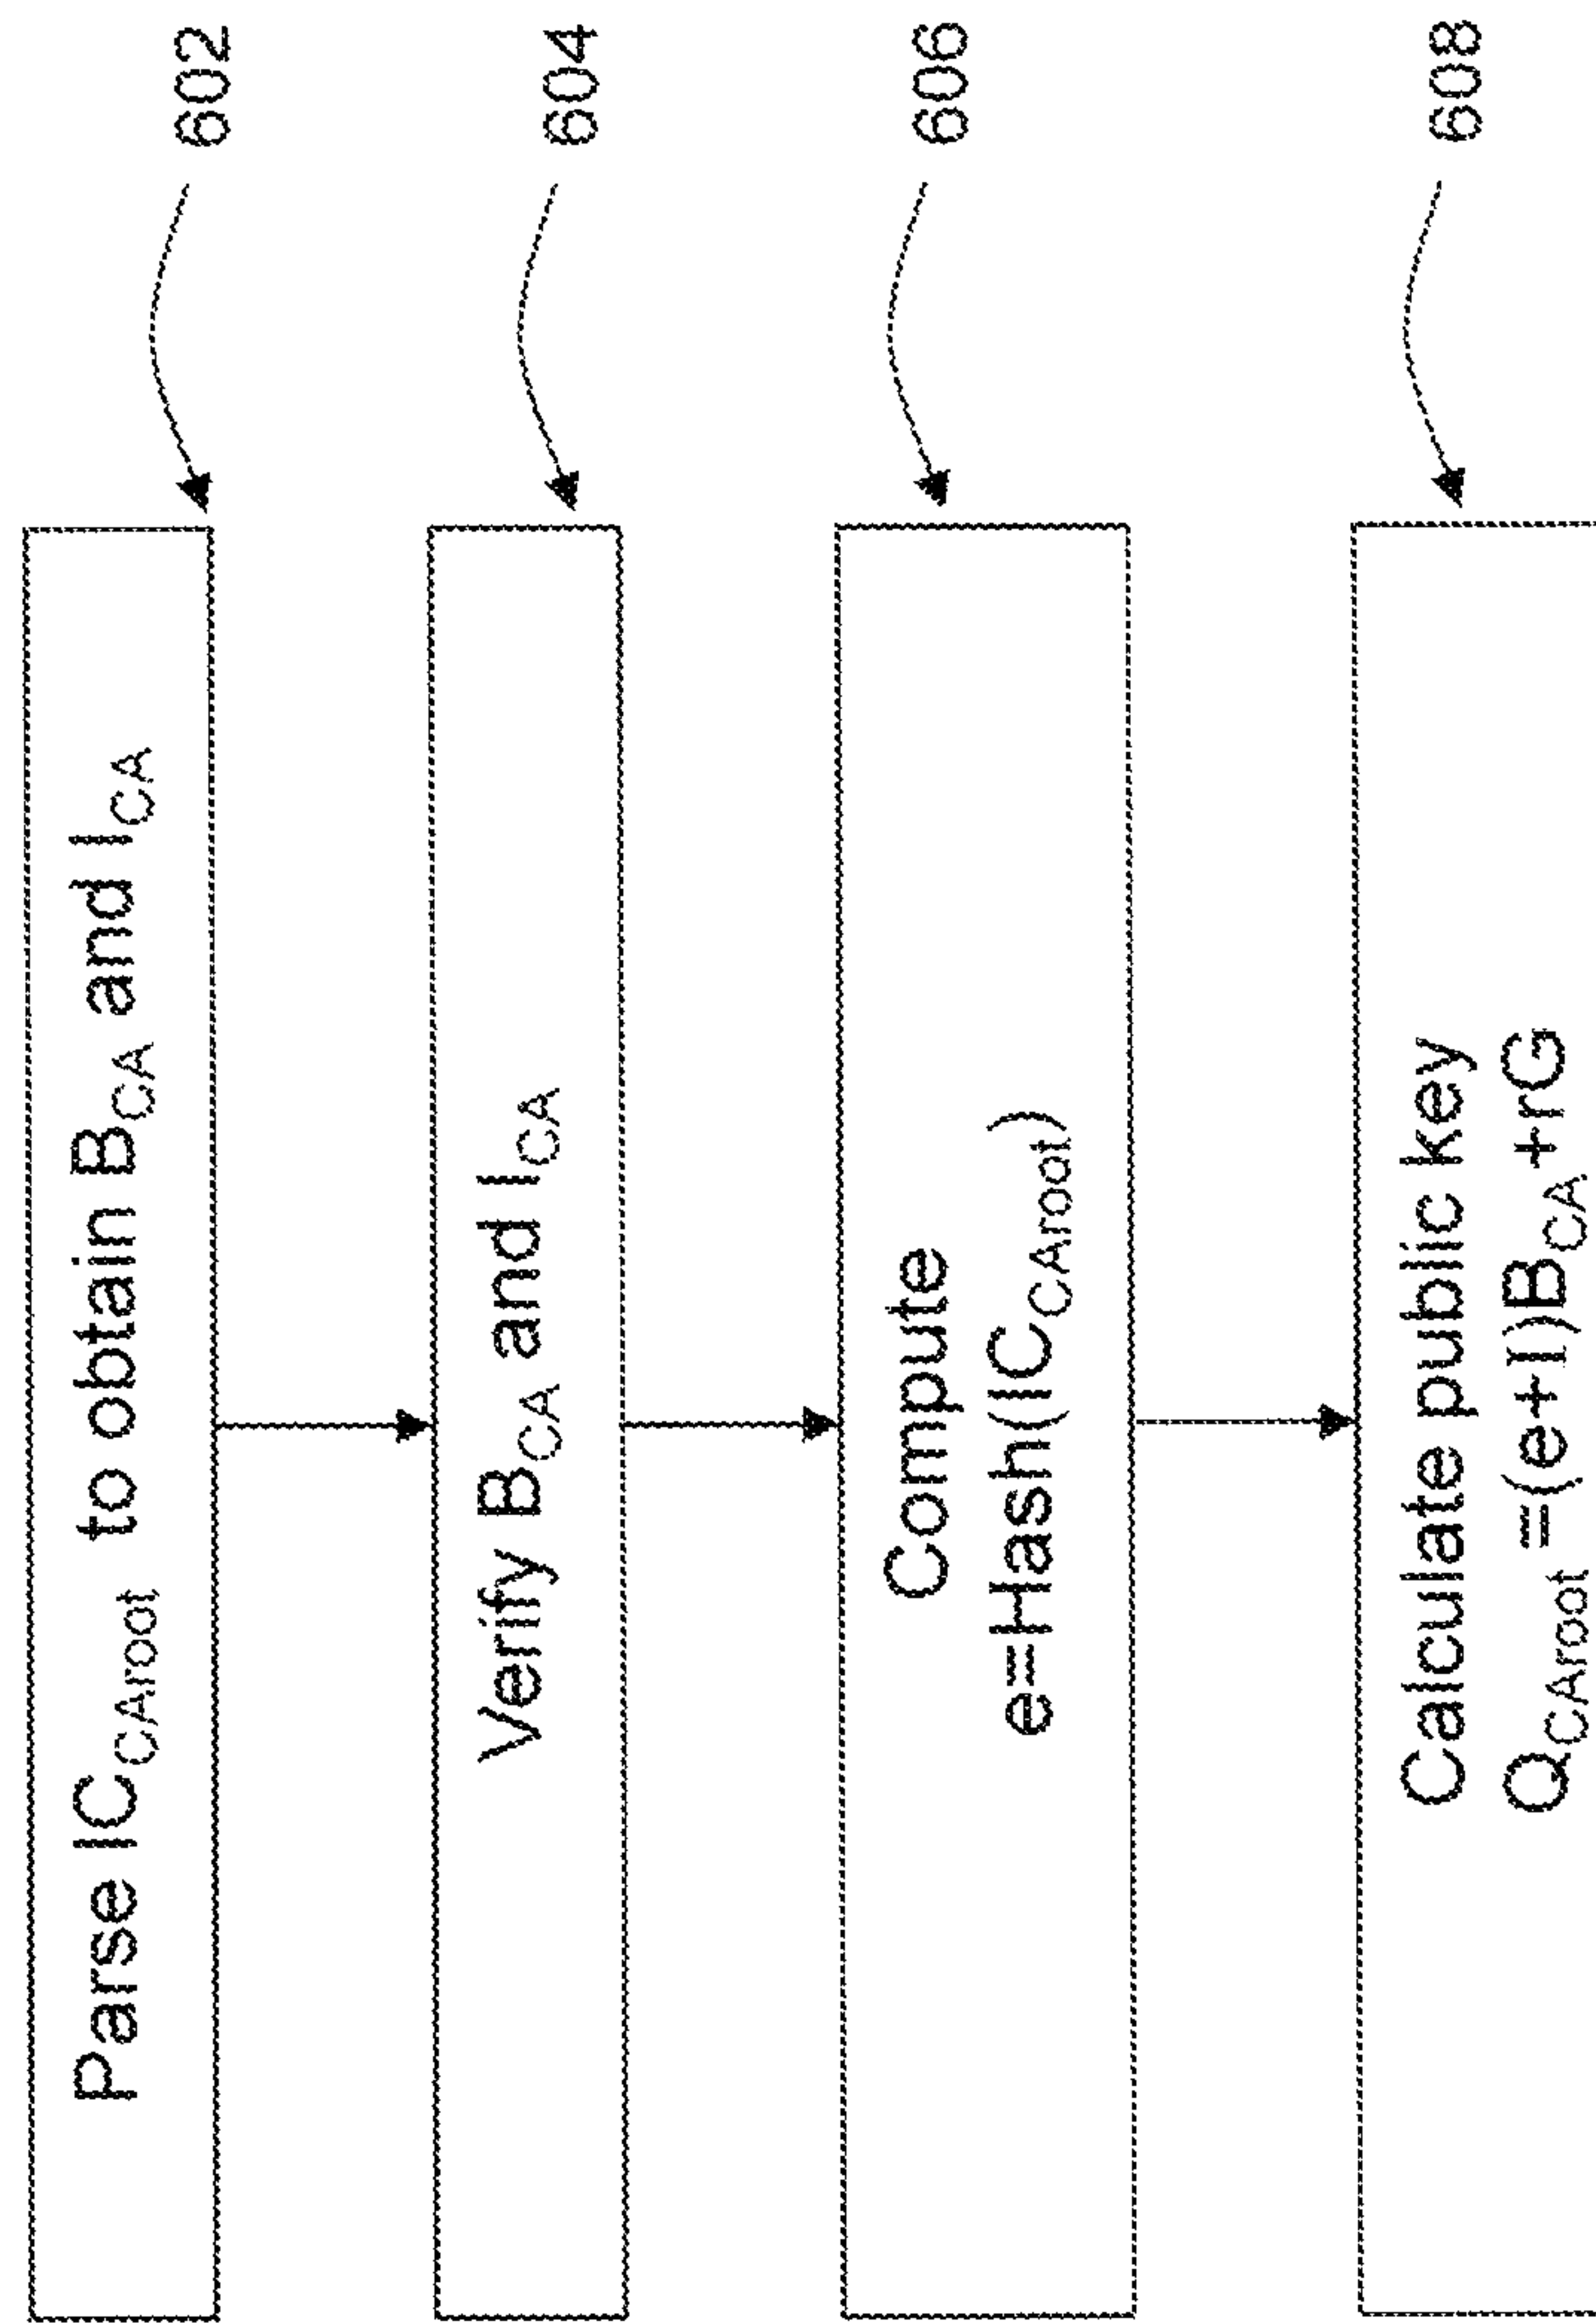 Parse IC_CAroot to obtain B_CA and I_CA
602
Verify B_CA and I_CA
604
Compute
e=Hash(IC_CAroot)
606
Calculate public key
Q_CAroot =(e+I)B_CA+rG
608